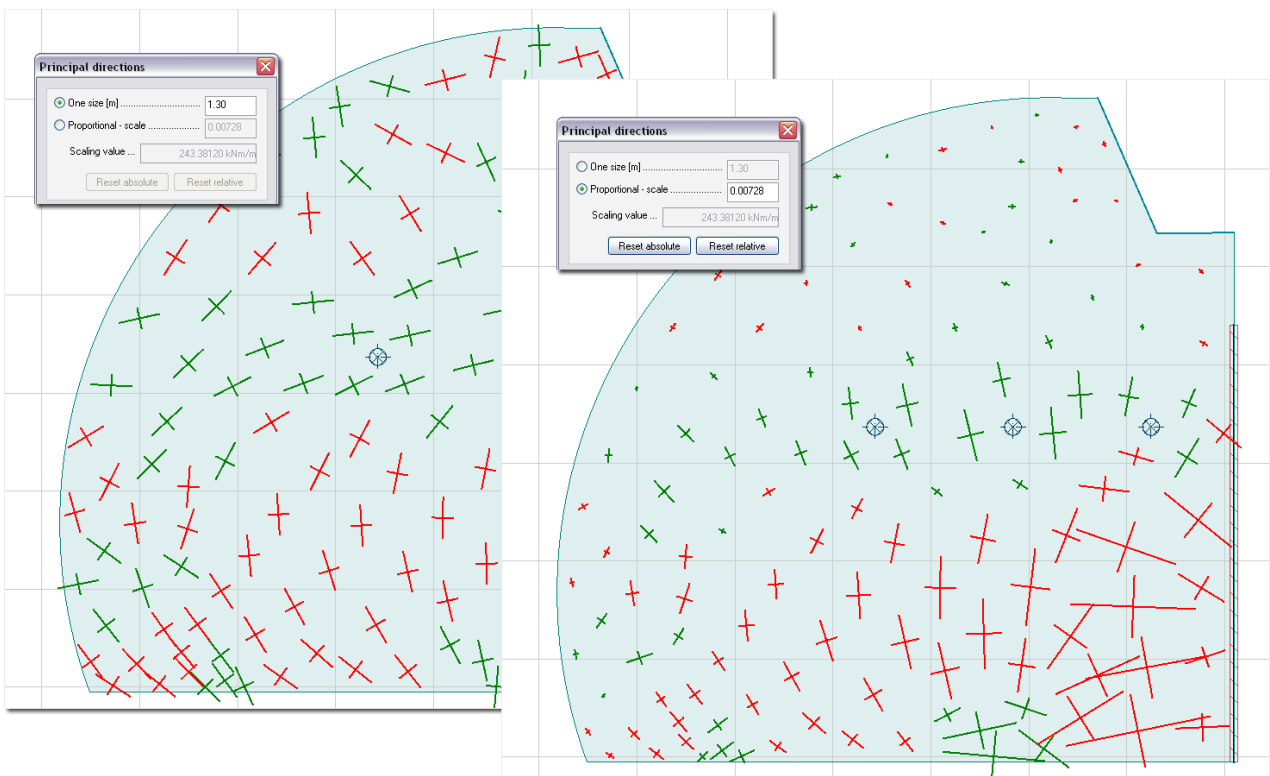 Principal directions
One size [m] ........................... 1.30
Proportional - scale ................... 0.00728
Scaling value ... 243.38120 kNm/m
Reset absolute Reset relative
Principal directions
One size [m] ........................... 1.30
Proportional - scale ................... 0.00728
Scaling value ... 243.38120 kNm/m
Reset absolute Reset relative